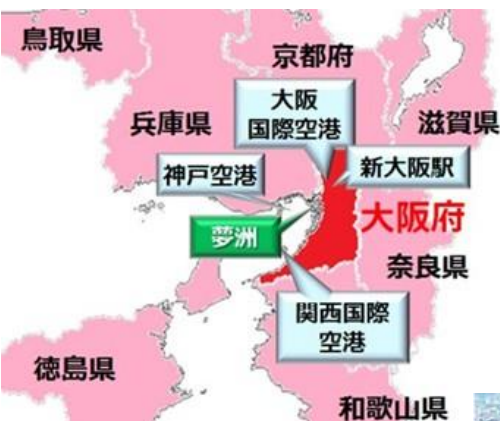 鳥取県
京都府
大阪
国際空港
兵庫県
滋賀県
神戸空港
新大阪駅
夢洲
大阪府
奈良県
関西国際
空港
徳島県
和歌山県